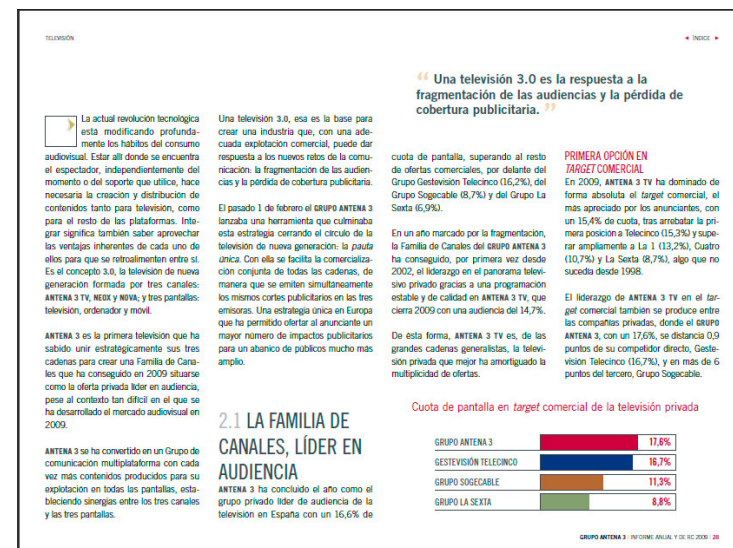 TELEVISIÓN
◄ ÍNDICE ►
“ Una televisión 3.0 es la respuesta a la
fragmentación de las audiencias y la pérdida de
cobertura publicitaria. ”
La actual revolución tecnológica
está modificando profunda-
mente los hábitos del consumo
audiovisual. Estar allí donde se encuentra
el espectador, independientemente del
momento o del soporte que utilice, hace
necesaria la creación y distribución de
contenidos tanto para televisión, como
para el resto de las plataformas. Inte-
grar significa también saber aprovechar
las ventajas inherentes de cada uno de
ellos para que se retroalimenten entre sí.
Es el concepto 3.0, la televisión de nueva
generación formada por tres canales:
ANTENA 3 TV, NEOX y NOVA; y tres pantallas:
televisión, ordenador y móvil.
ANTENA 3 es la primera televisión que ha
sabido unir estratégicamente sus tres
cadenas para crear una Familia de Cana-
les que ha conseguido en 2009 situarse
como la oferta privada líder en audiencia,
pese al contexto tan difícil en el que se
ha desarrollado el mercado audiovisual en
2009.
ANTENA 3 se ha convertido en un Grupo de
comunicación multiplataforma con cada
vez más contenidos producidos para su
explotación en todas las pantallas, esta-
bleciendo sinergias entre los tres canales
y las tres pantallas.
Una televisión 3.0, esa es la base para
crear una industria que, con una ade-
cuada explotación comercial, puede dar
respuesta a los nuevos retos de la comu-
nicación: la fragmentación de las audien-
cias y la pérdida de cobertura publicitaria.
El pasado 1 de febrero el GRUPO ANTENA 3
lanzaba una herramienta que culminaba
esta estrategia cerrando el círculo de la
televisión de nueva generación: la pauta
única. Con ella se facilita la comercializa-
ción conjunta de todas las cadenas, de
manera que se emiten simultáneamente
los mismos cortes publicitarios en las tres
emisoras. Una estrategia única en Europa
que ha permitido ofertar al anunciante un
mayor número de impactos publicitarios
para un abanico de públicos mucho más
amplio.
2.1 LA FAMILIA DE
CANALES, LÍDER EN
AUDIENCIA
ANTENA 3 ha concluido el año como el
grupo privado líder de audiencia de la
televisión en España con un 16,6% de
cuota de pantalla, superando al resto
de ofertas comerciales, por delante del
Grupo Gestevisión Telecinco (16,2%), del
Grupo Sogecable (8,7%) y del Grupo La
Sexta (6,9%).
En un año marcado por la fragmentación,
la Familia de Canales del GRUPO ANTENA 3
ha conseguido, por primera vez desde
2002, el liderazgo en el panorama televi-
sivo privado gracias a una programación
estable y de calidad en ANTENA 3 TV, que
cierra 2009 con una audiencia del 14,7%.
De ésta forma, ANTENA 3 TV es, de las
grandes cadenas generalistas, la televi-
sión privada que mejor ha amortiguado la
multiplicidad de ofertas.
PRIMERA OPCIÓN EN
TARGET COMERCIAL
En 2009, ANTENA 3 TV ha dominado de
forma absoluta el target comercial, el
más apreciado por los anunciantes, con
un 15,4% de cuota, tras arrebatar la pri-
mera posición a Telecinco (15,3%) y supe-
rar ampliamente a La 1 (13,2%), Cuatro
(10,7%) y La Sexta (8,7%), algo que no
sucedía desde 1998.
El liderazgo de ANTENA 3 TV en el tar-
get comercial también se produce entre
las compañías privadas, donde el GRUPO
ANTENA 3, con un 17,6%, se distancia 0,9
puntos de su competidor directo, Geste-
visión Telecinco (16,7%), y en más de 6
puntos del tercero, Grupo Sogecable.
Cuota de pantalla en target comercial de la televisión privada
GRUPO ANTENA 3 17,6%
GESTEVISIÓN TELECINCO 16,7%
GRUPO SOGECABLE 11,3%
GRUPO LA SEXTA 8,8%
GRUPO ANTENA 3 | INFORME ANUAL Y DE RC 2009 | 28